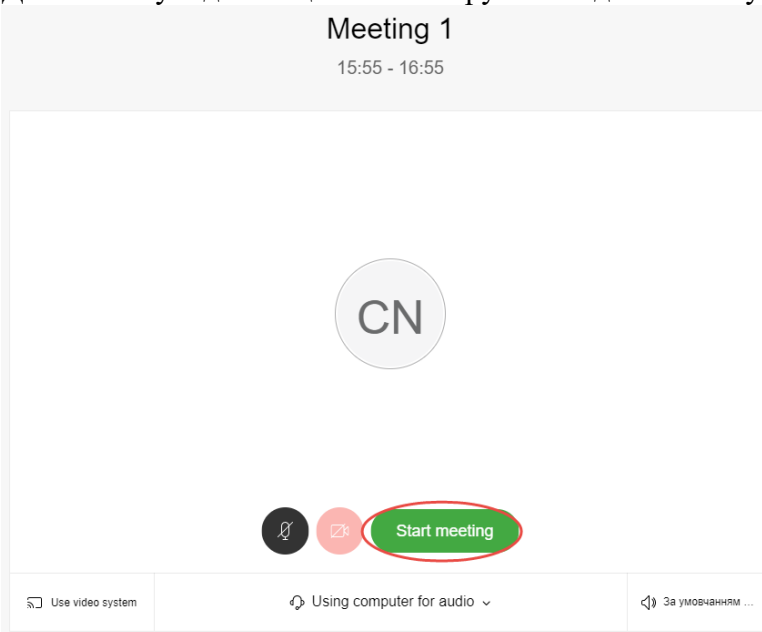 Meeting 1
15:55 - 16:55
CN
Start meeting
Use video system
Using computer for audio
За умовчанням ...